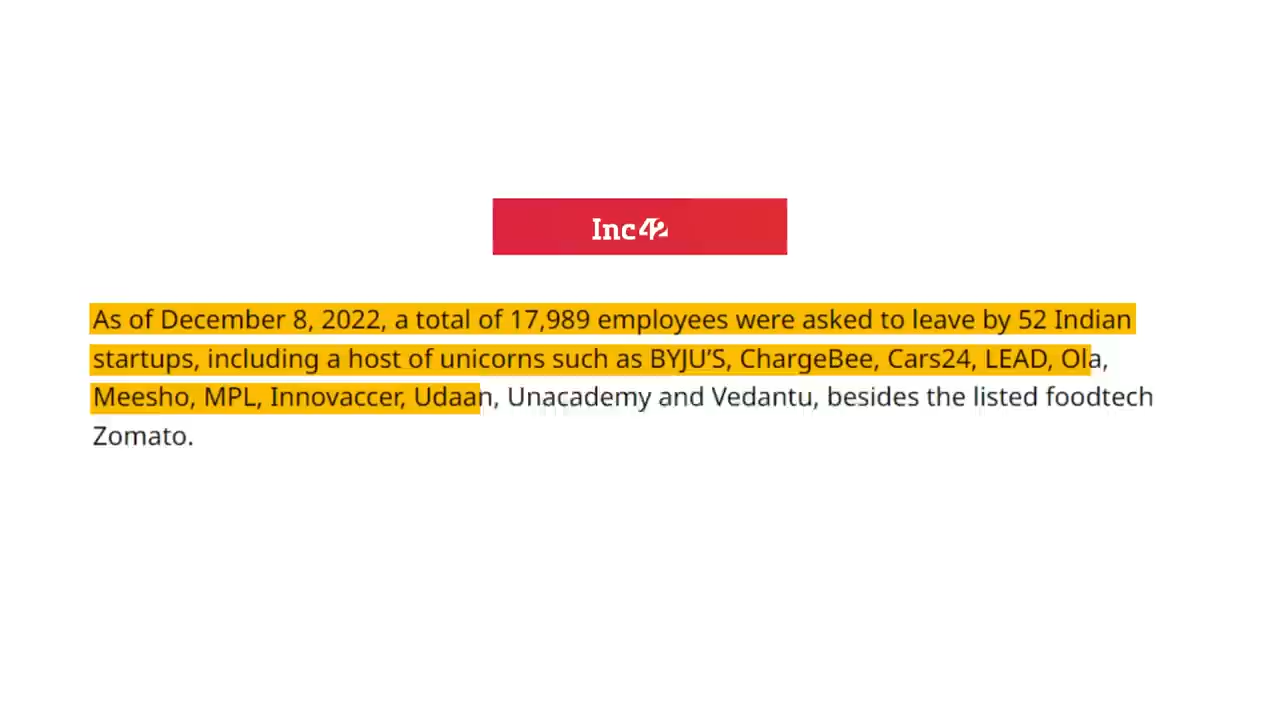 Inc42
As of December 8, 2022, a total of 17,989 employees were asked to leave by 52 Indian
startups, including a host of unicorns such as BYJU’S, ChargeBee, Cars24, LEAD, Ola,
Meesho, MPL, Innovaccer, Udaan, Unacademy and Vedantu, besides the listed foodtech
Zomato.